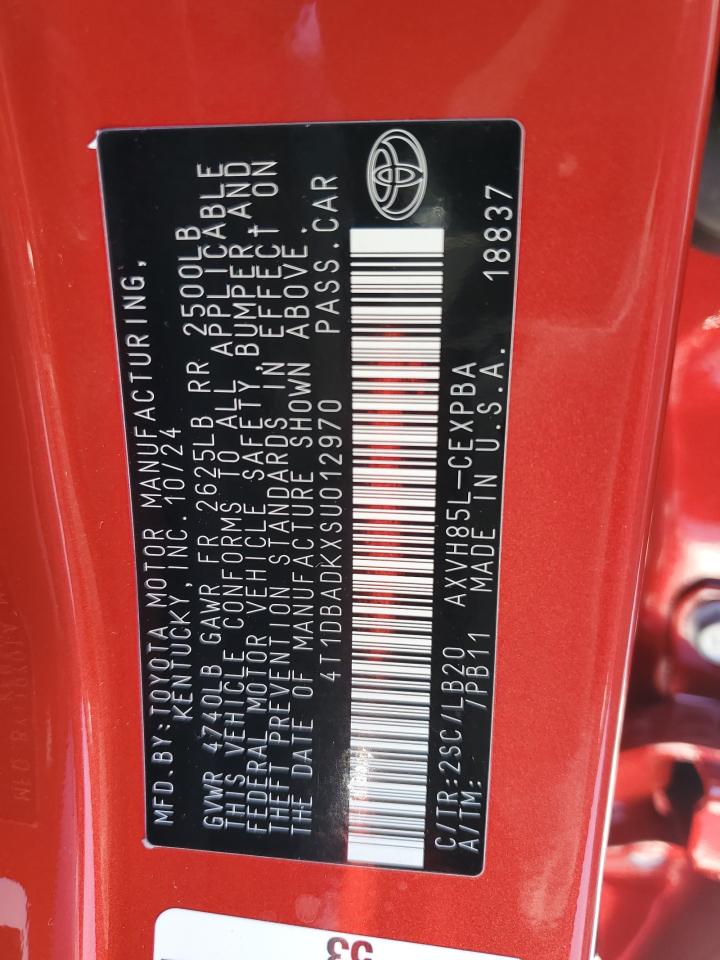 MFD.BY: TOYOTA MOTOR MANUFACTURING,
KENTUCKY, INC. 10/24
GVWR 4740LB GAWR FR 2625LB RR 2500LB
THIS VEHICLE CONFORMS TO ALL APPLICABLE
FEDERAL MOTOR VEHICLE SAFETY, BUMPER AND
THEFT PREVENTION STANDARDS IN EFFECT ON
THE DATE OF MANUFACTURE SHOWN ABOVE.
4T1DBADKXSU012970 PASS.CAR
C/TR:2SC/LB20 AXVH85L-CEXPBA
A/TM: 7PB11 MADE IN U.S.A. 18837
53